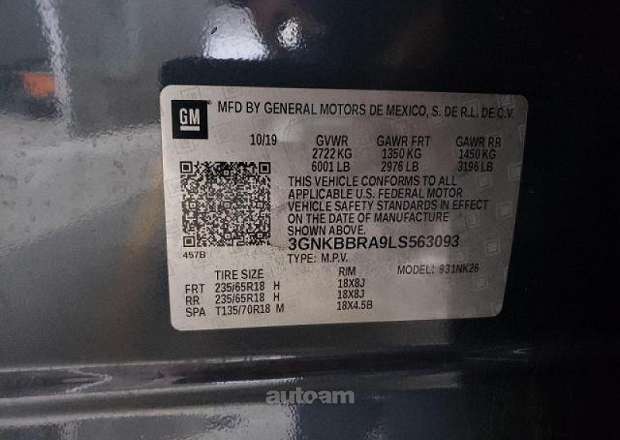 GM
MFD BY GENERAL MOTORS DE MEXICO, S. DE R.L. DE C.V.
10/19 GVWR GAWR FRT GAWR RR
2722 KG 1350 KG 1450 KG
6001 LB 2976 LB 3196 LB
THIS VEHICLE CONFORMS TO ALL
APPLICABLE U.S. FEDERAL MOTOR
VEHICLE SAFETY STANDARDS IN EFFECT
ON THE DATE OF MANUFACTURE
SHOWN ABOVE.
3GNKBBRA9LS563093
457B
TYPE: M.P.V. MODEL: 931NK26
TIRE SIZE RIM
FRT 235/65R18 H 18X8J
RR 235/65R18 H 18X8J
SPA T135/70R18 M 18X4.5B
autoam